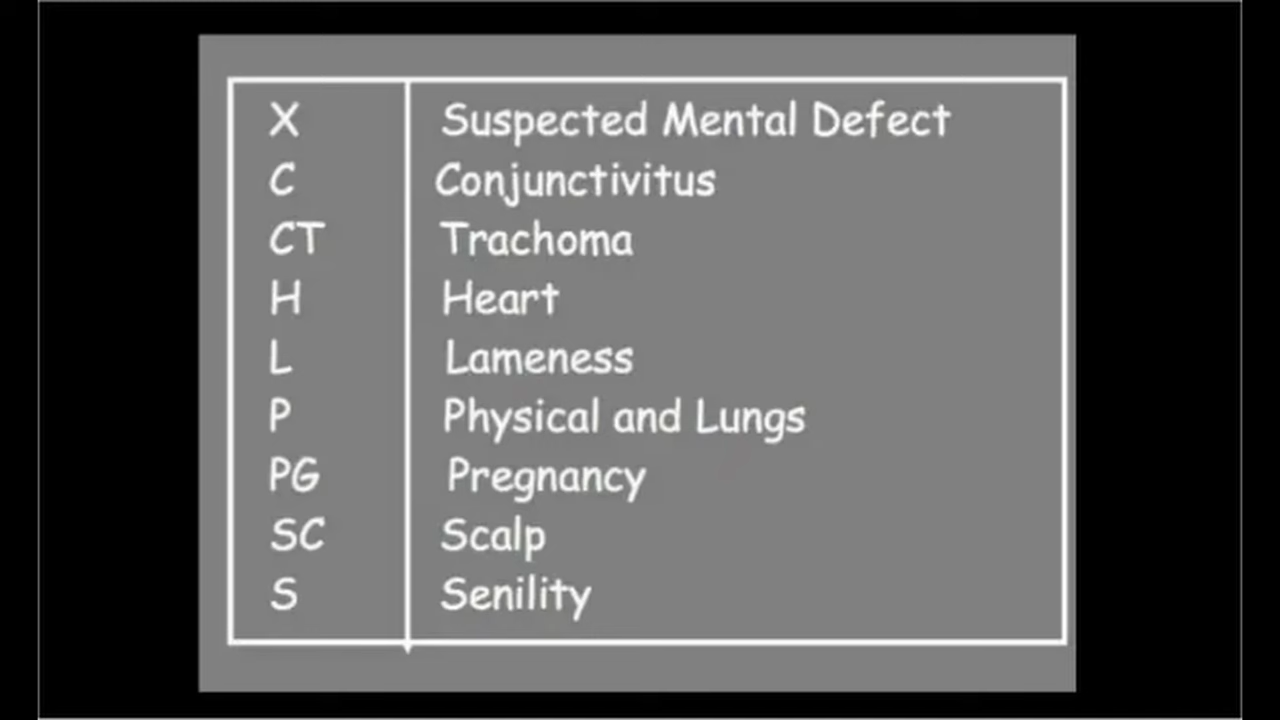 X Suspected Mental Defect
C Conjunctivitus
CT Trachoma
H Heart
L Lameness
P Physical and Lungs
PG Pregnancy
SC Scalp
S Senility